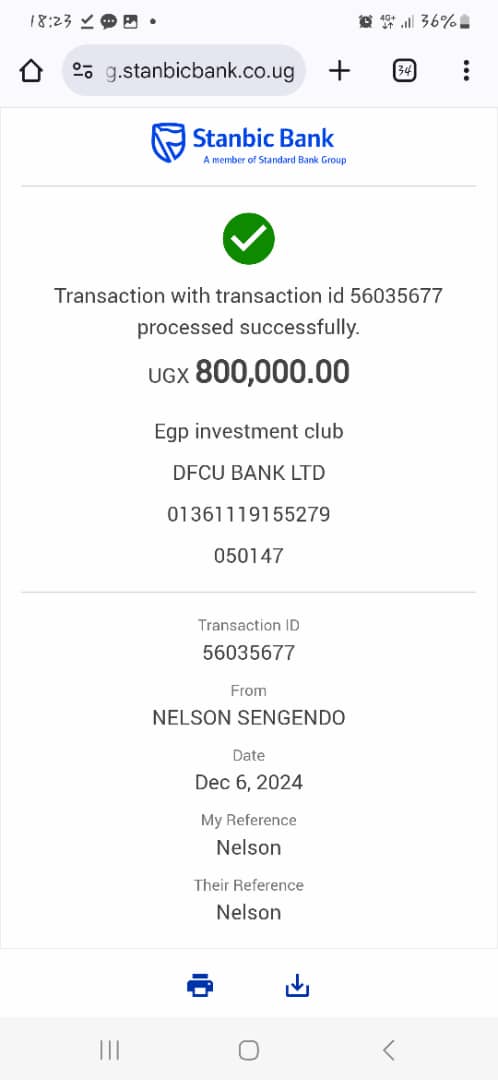 18:23
4G+ 36%
g.stanbicbank.co.ug
34
Stanbic Bank
A member of Standard Bank Group
Transaction with transaction id 56035677
processed successfully.
UGX 800,000.00
Egp investment club
DFCU BANK LTD
01361119155279
050147
Transaction ID
56035677
From
NELSON SENGENDO
Date
Dec 6, 2024
My Reference
Nelson
Their Reference
Nelson